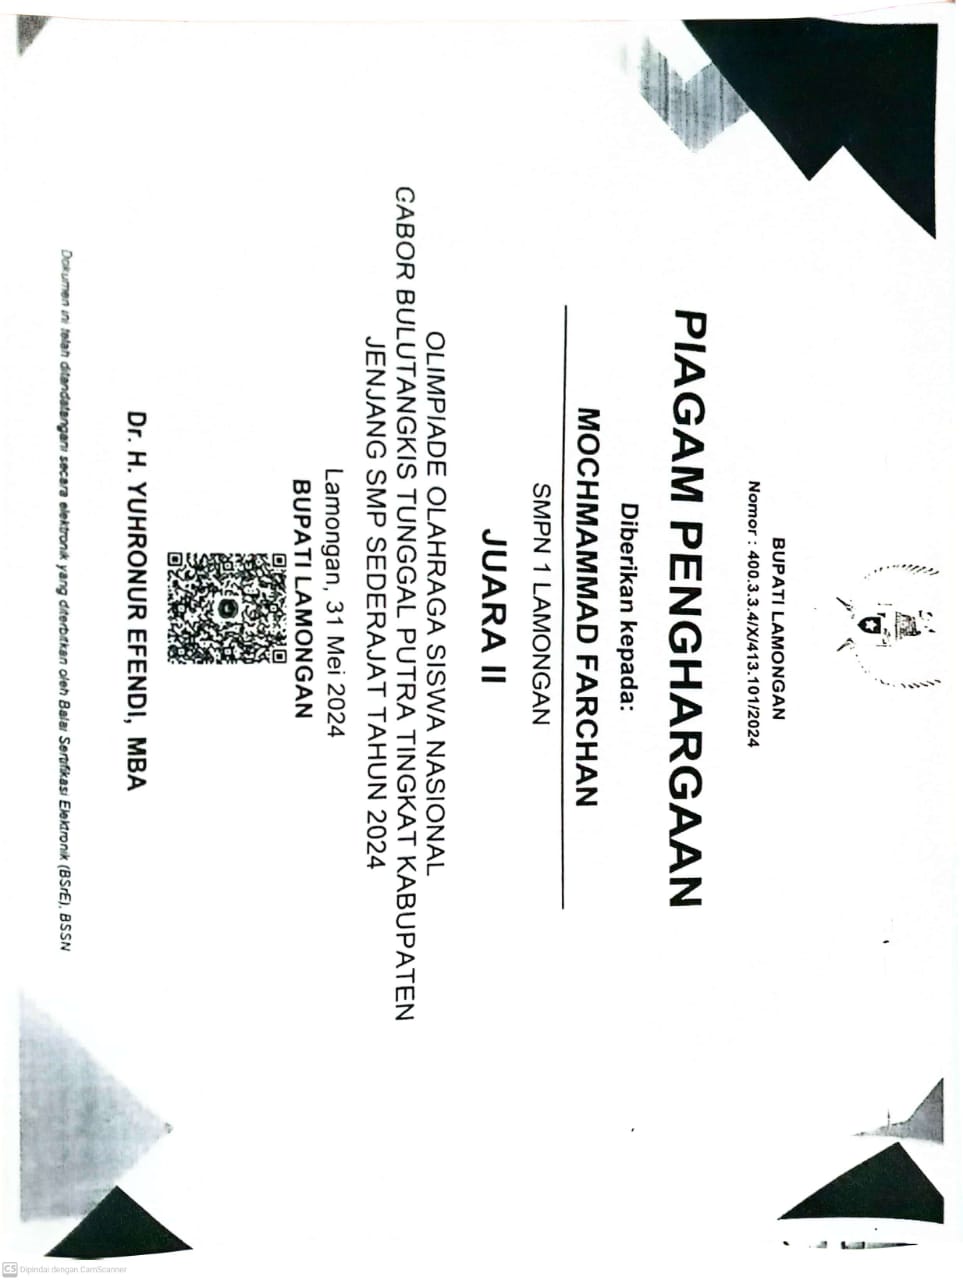 BUPATI LAMONGAN
Nomor : 400.3.3.4/X/413.101/2024
PIAGAM PENGHARGAAN
Diberikan kepada:
MOCHMAMMAD FARCHAN
SMPN 1 LAMONGAN
JUARA II
OLIMPIADE OLAHRAGA SISWA NASIONAL
CABOR BULUTANGKIS TUNGGAL PUTRA TINGKAT KABUPATEN
JENJANG SMP SEDERAJAT TAHUN 2024
Lamongan, 31 Mei 2024
BUPATI LAMONGAN
Dr. H. YUHRONUR EFENDI, MBA
Dokumen ini telah ditandatangani secara elektronik yang diterbitkan oleh Balai Sertifikasi Elektronik (BSrE), BSSN
CS Dipindai dengan CamScanner